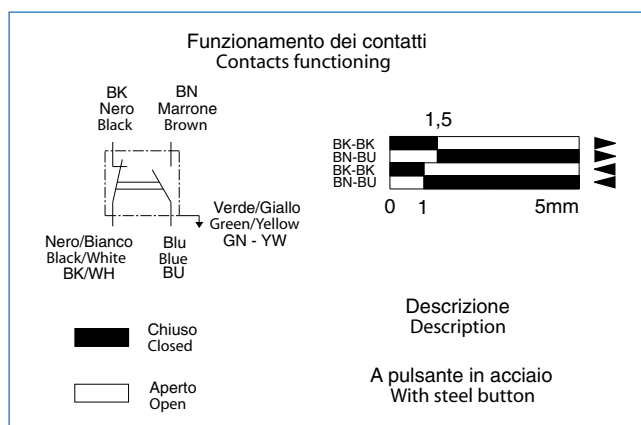 Funzionamento dei contatti
Contacts functioning
BK
Nero
Black
BN
Marrone
Brown
Verde/Giallo
Green/Yellow
GN - YW
Nero/Bianco
Black/White
BK/WH
Blu
Blue
BU
1,5
BK-BK
BN-BU
BK-BK
BN-BU
0 1 5mm
Chiuso
Closed
Aperto
Open
Descrizione
Description
A pulsante in acciaio
With steel button